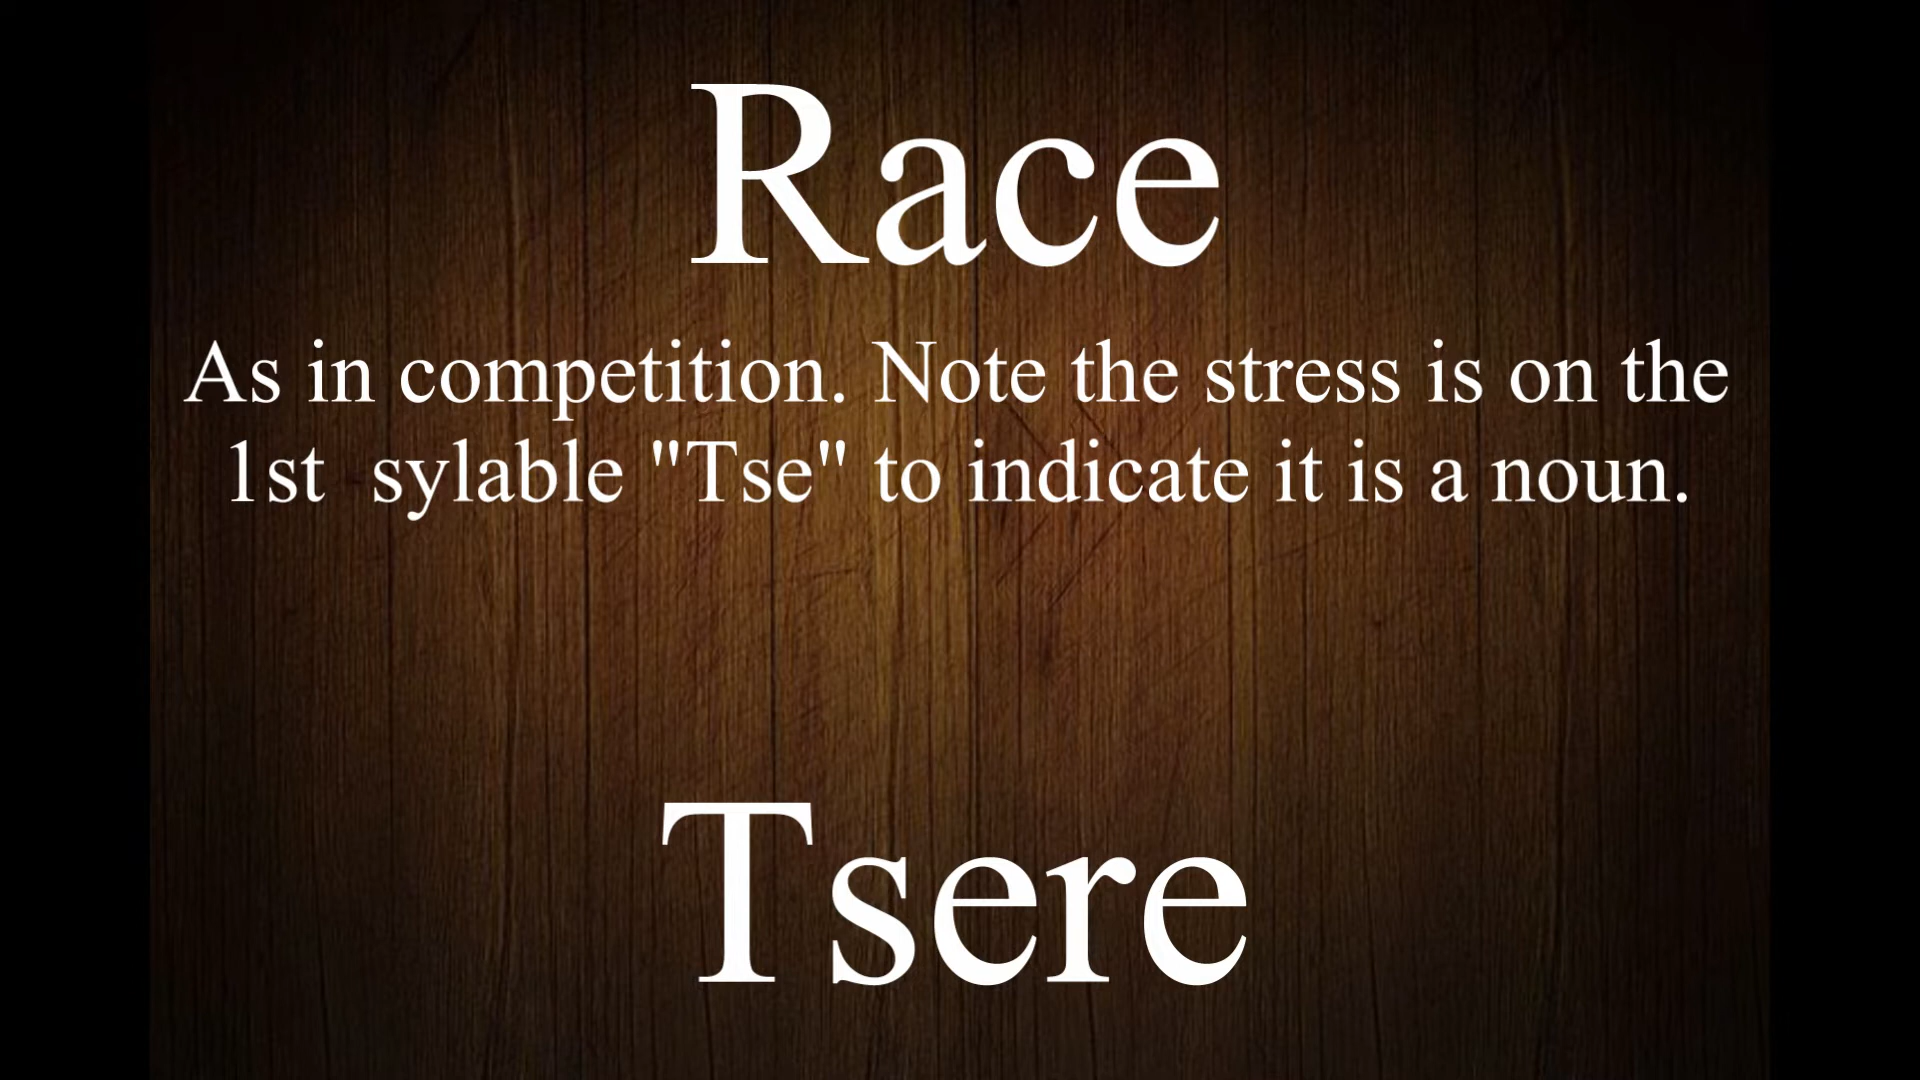 Race
As in competition. Note the stress is on the
1st  sylable "Tse" to indicate it is a noun.
Tsere